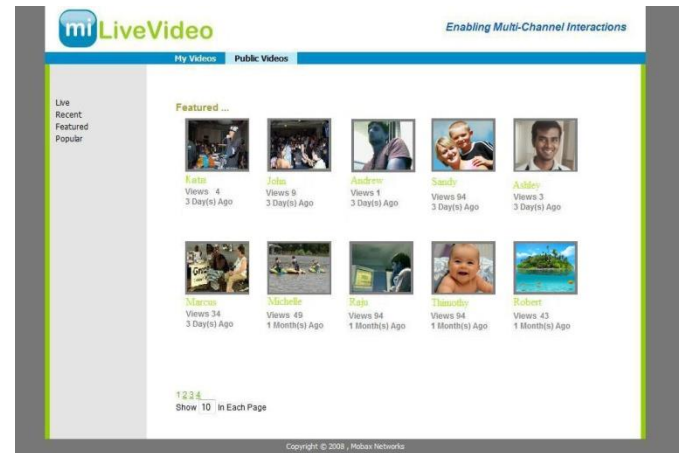 mi LiveVideo
Enabling Multi-Channel Interactions
My Videos Public Videos
Live
Recent
Featured
Popular
Featured ...
Katie John Andrew Sandy Ashley
Views 4 Views 9 Views 1 Views 94 Views 3
3 Day(s) Ago 3 Day(s) Ago 3 Day(s) Ago 3 Day(s) Ago 3 Day(s) Ago
Marcus Michelle Raju Thimothy Robert
Views 34 Views 49 Views 94 Views 94 Views 43
3 Day(s) Ago 1 Month(s) Ago 1 Month(s) Ago 1 Month(s) Ago 1 Month(s) Ago
1 2 3 4
Show 10 In Each Page
Copyright © 2008 , Mobax Networks